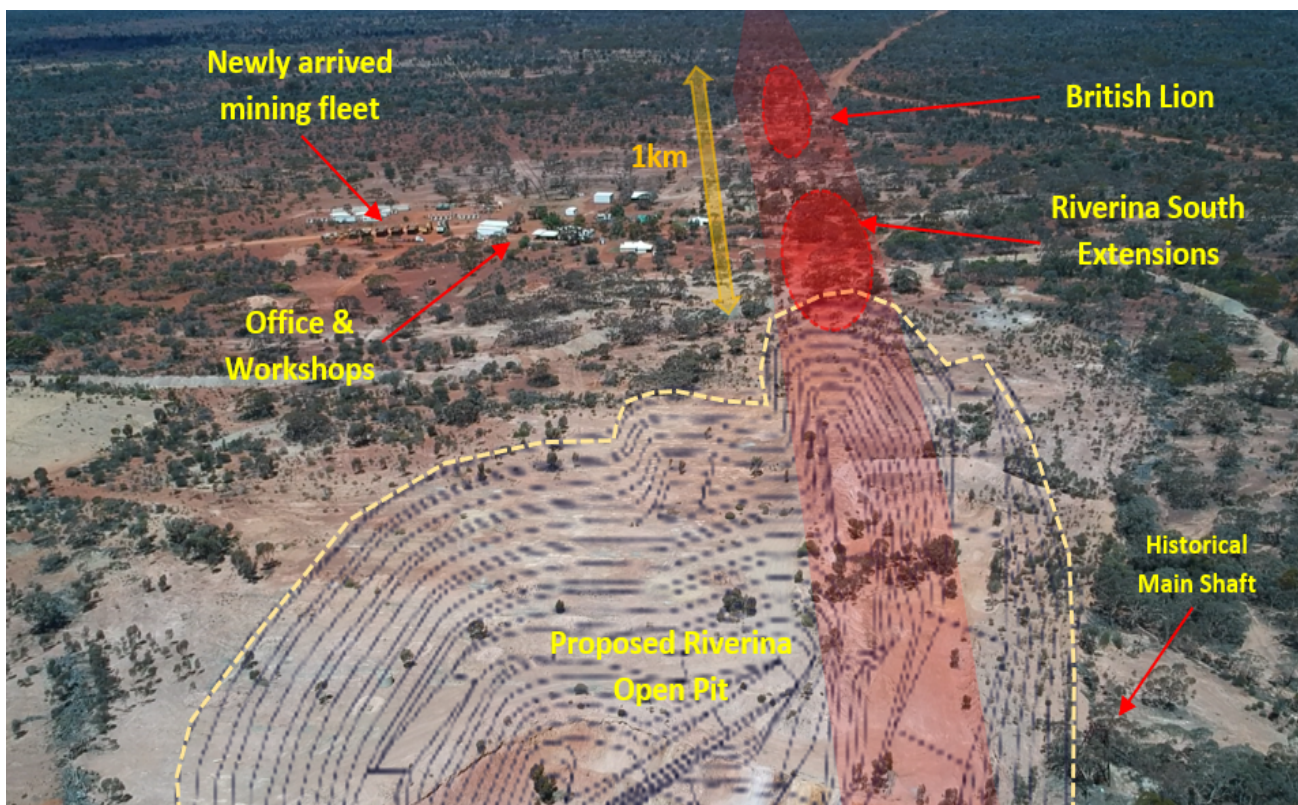 Newly arrived
mining fleet
British Lion
1km
Riverina South
Extensions
Office &
Workshops
Historical
Main Shaft
Proposed Riverina
Open Pit